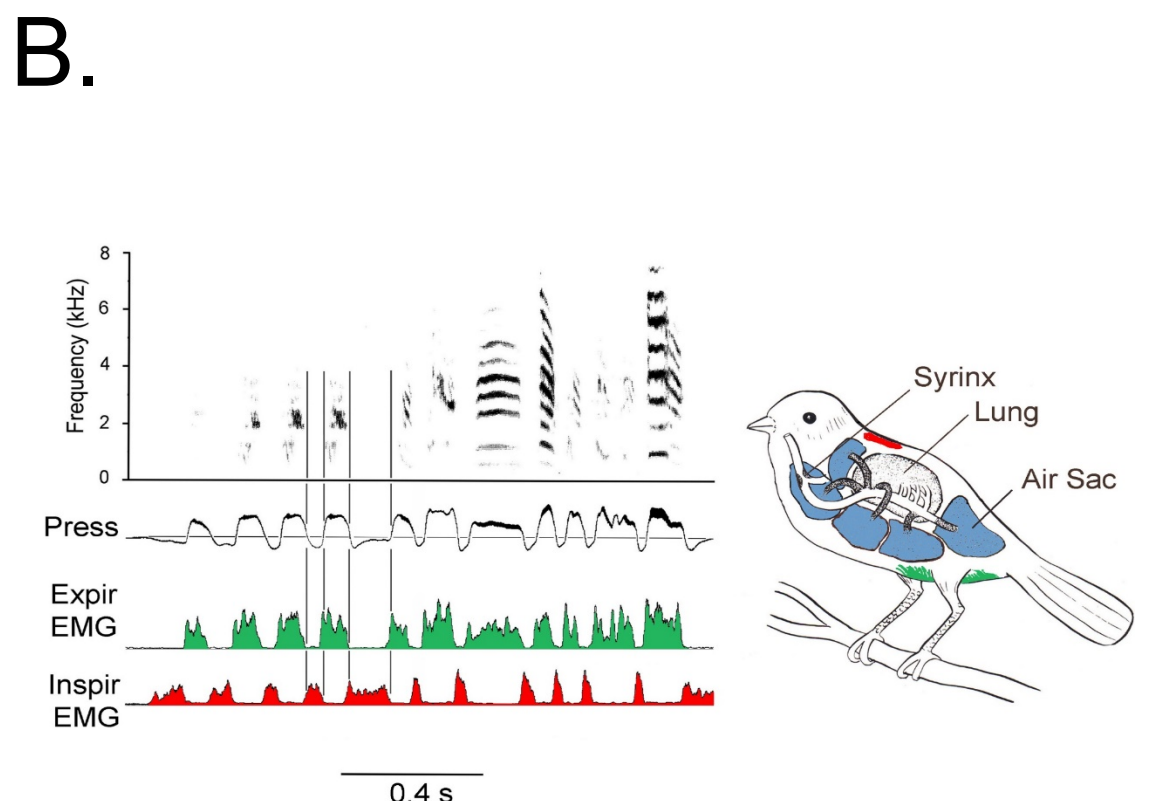 B.
8
6
4
2
0
Frequency (kHz)
Press
Expir
EMG
Inspir
EMG
0.4 s
Syrinx
Lung
Air Sac